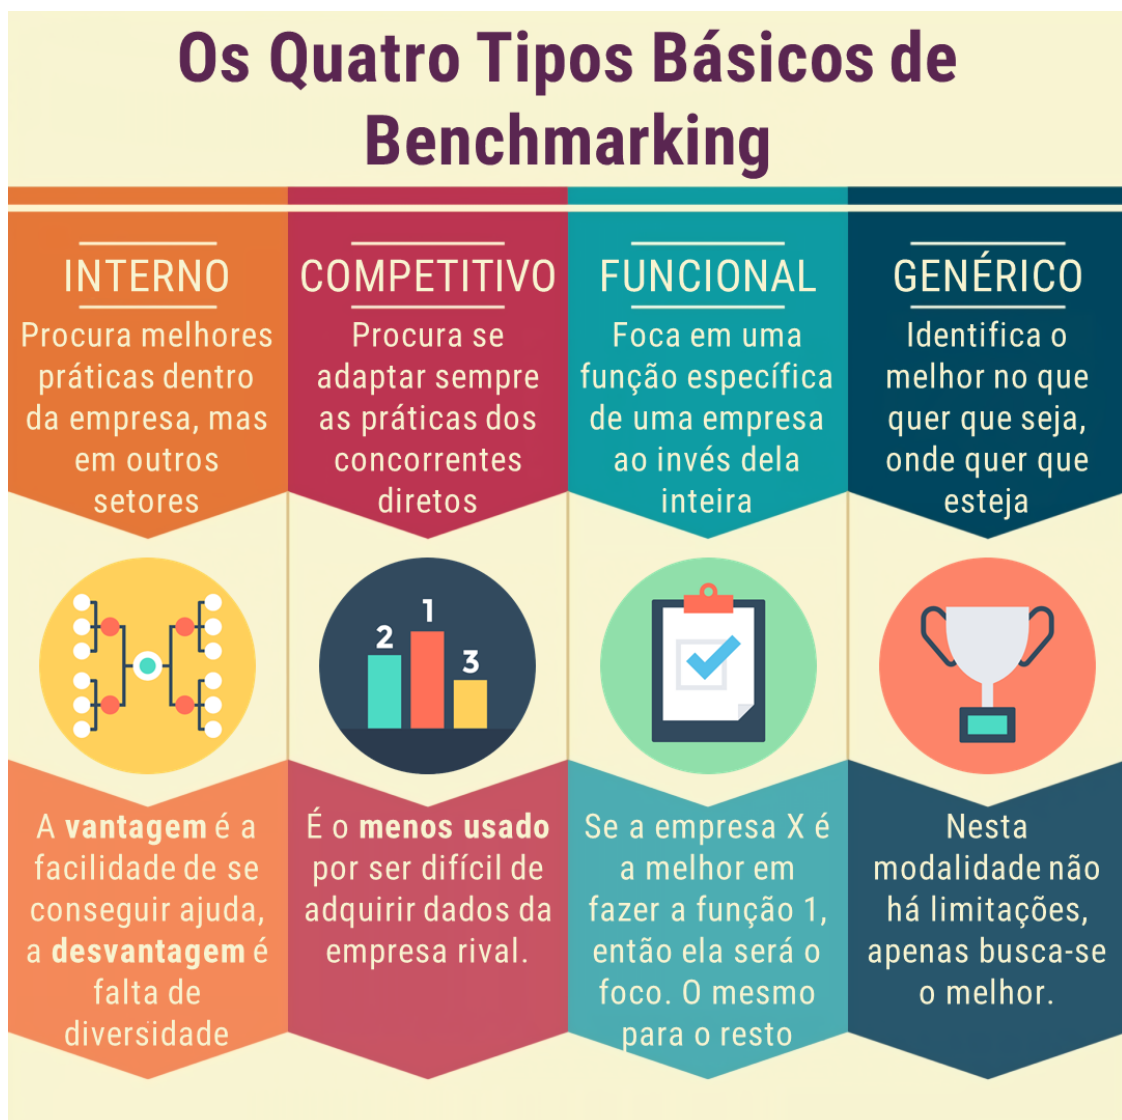 Os Quatro Tipos Básicos de
Benchmarking
INTERNO
Procura melhores
práticas dentro
da empresa, mas
em outros
setores
A vantagem é a
facilidade de se
conseguir ajuda,
a desvantagem é
falta de
diversidade
COMPETITIVO
Procura se
adaptar sempre
as práticas dos
concorrentes
diretos
2
1
3
É o menos usado
por ser difícil de
adquirir dados da
empresa rival.
FUNCIONAL
Foca em uma
função específica
de uma empresa
ao invés dela
inteira
Se a empresa X é
a melhor em
fazer a função 1,
então ela será o
foco. O mesmo
para o resto
GENÉRICO
Identifica o
melhor no que
quer que seja,
onde quer que
esteja
Nesta
modalidade não
há limitações,
apenas busca-se
o melhor.